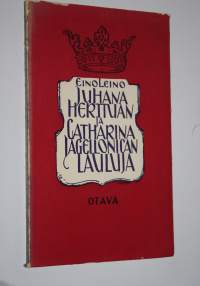 EINO LEINO
JUHANA
HERTTUAN
JA
CATHARINA
JAGELLONICAN
LAULUJA
OTAVA